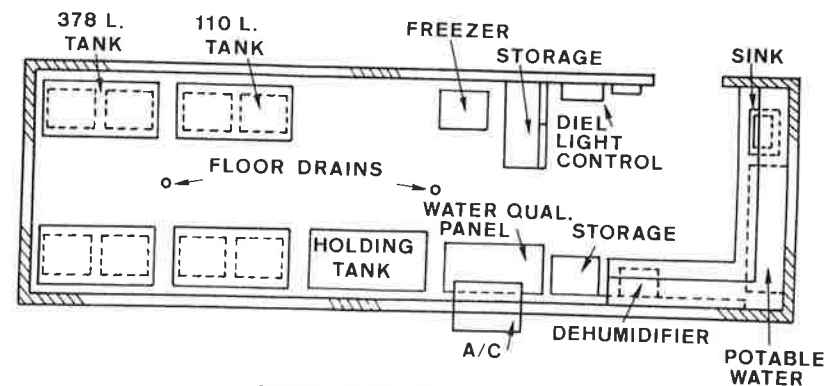 378 L.
TANK
110 L.
TANK
FREEZER
STORAGE
SINK
DIEL
LIGHT
CONTROL
FLOOR DRAINS
WATER QUAL.
PANEL
STORAGE
HOLDING
TANK
DEHUMIDIFIER
A/C
POTABLE
WATER